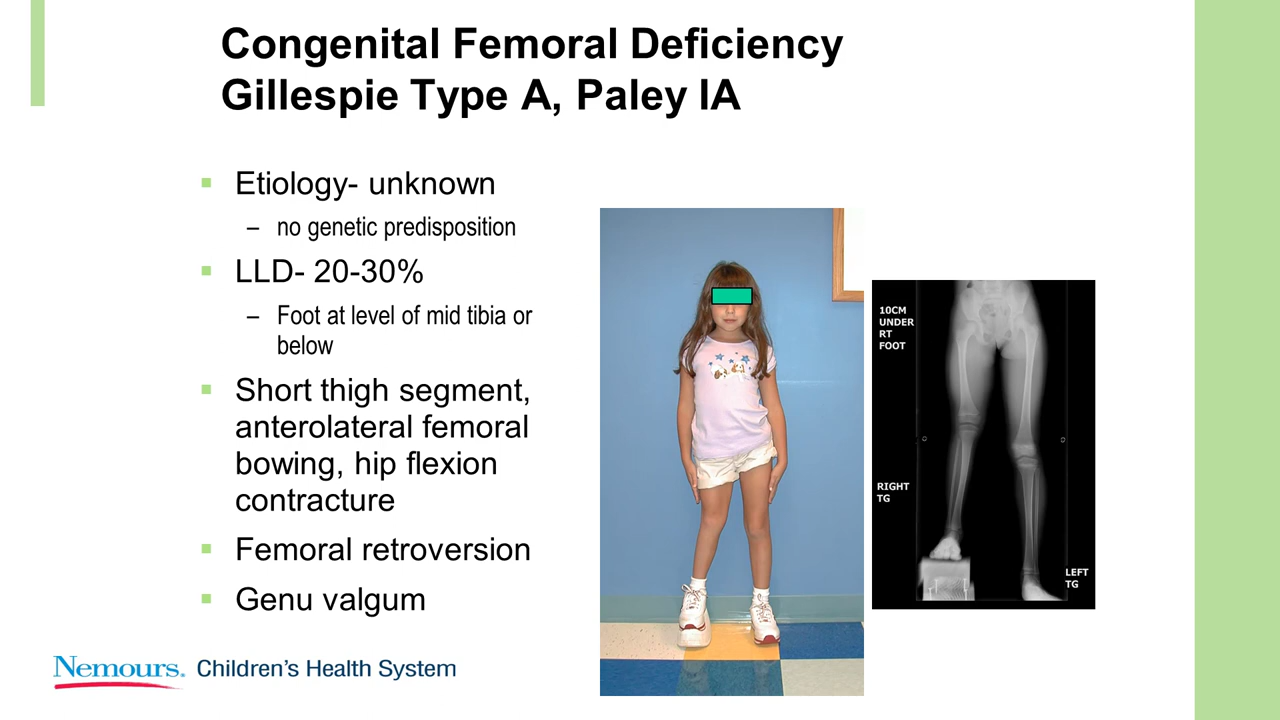 Congenital Femoral Deficiency
Gillespie Type A, Paley IA
▪ Etiology- unknown
– no genetic predisposition
▪ LLD- 20-30%
– Foot at level of mid tibia or
below
▪ Short thigh segment,
anterolateral femoral
bowing, hip flexion
contracture
▪ Femoral retroversion
▪ Genu valgum
10CM
UNDER
RT
FOOT
RIGHT
TG
LEFT
TG
Nemours. Children's Health System